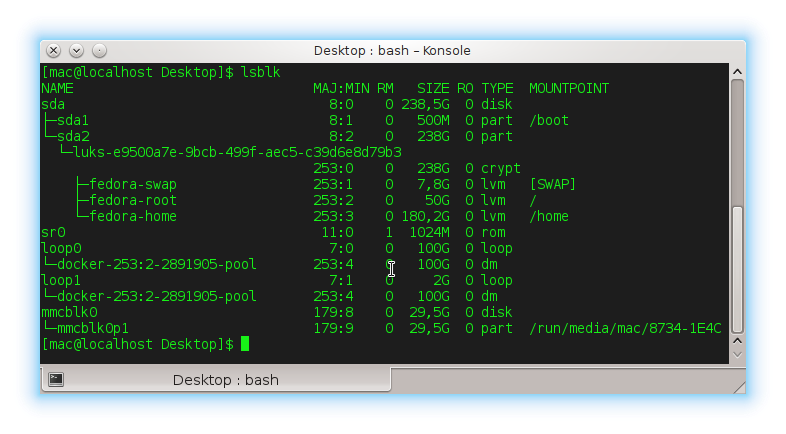 Desktop : bash – Konsole
[mac@localhost Desktop]$ lsblk
NAME                              MAJ:MIN RM   SIZE RO TYPE  MOUNTPOINT
sda                                 8:0    0 238,5G  0 disk
├─sda1                              8:1    0   500M  0 part  /boot
└─sda2                              8:2    0   238G  0 part
  └─luks-e9500a7e-9bcb-499f-aec5-c39d6e8d79b3
                                  253:0    0   238G  0 crypt
    ├─fedora-swap                 253:1    0   7,8G  0 lvm   [SWAP]
    ├─fedora-root                 253:2    0    50G  0 lvm   /
    └─fedora-home                 253:3    0 180,2G  0 lvm   /home
sr0                                11:0    1  1024M  0 rom
loop0                               7:0    0   100G  0 loop
└─docker-253:2-2891905-pool       253:4    0   100G  0 dm
loop1                               7:1    0     2G  0 loop
└─docker-253:2-2891905-pool       253:4    0   100G  0 dm
mmcblk0                           179:8    0  29,5G  0 disk
└─mmcblk0p1                       179:9    0  29,5G  0 part  /run/media/mac/8734-1E4C
[mac@localhost Desktop]$
Desktop : bash